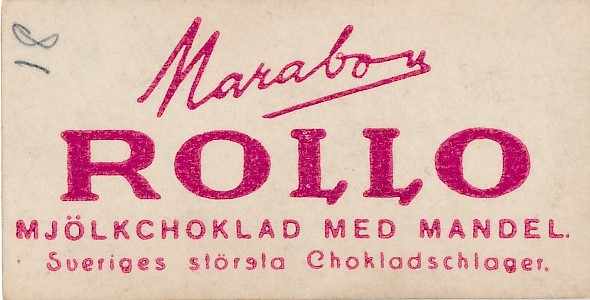 18
Marabou
ROLLO
MJÖLKCHOKLAD MED MANDEL.
Sveriges största Chokladschlager.